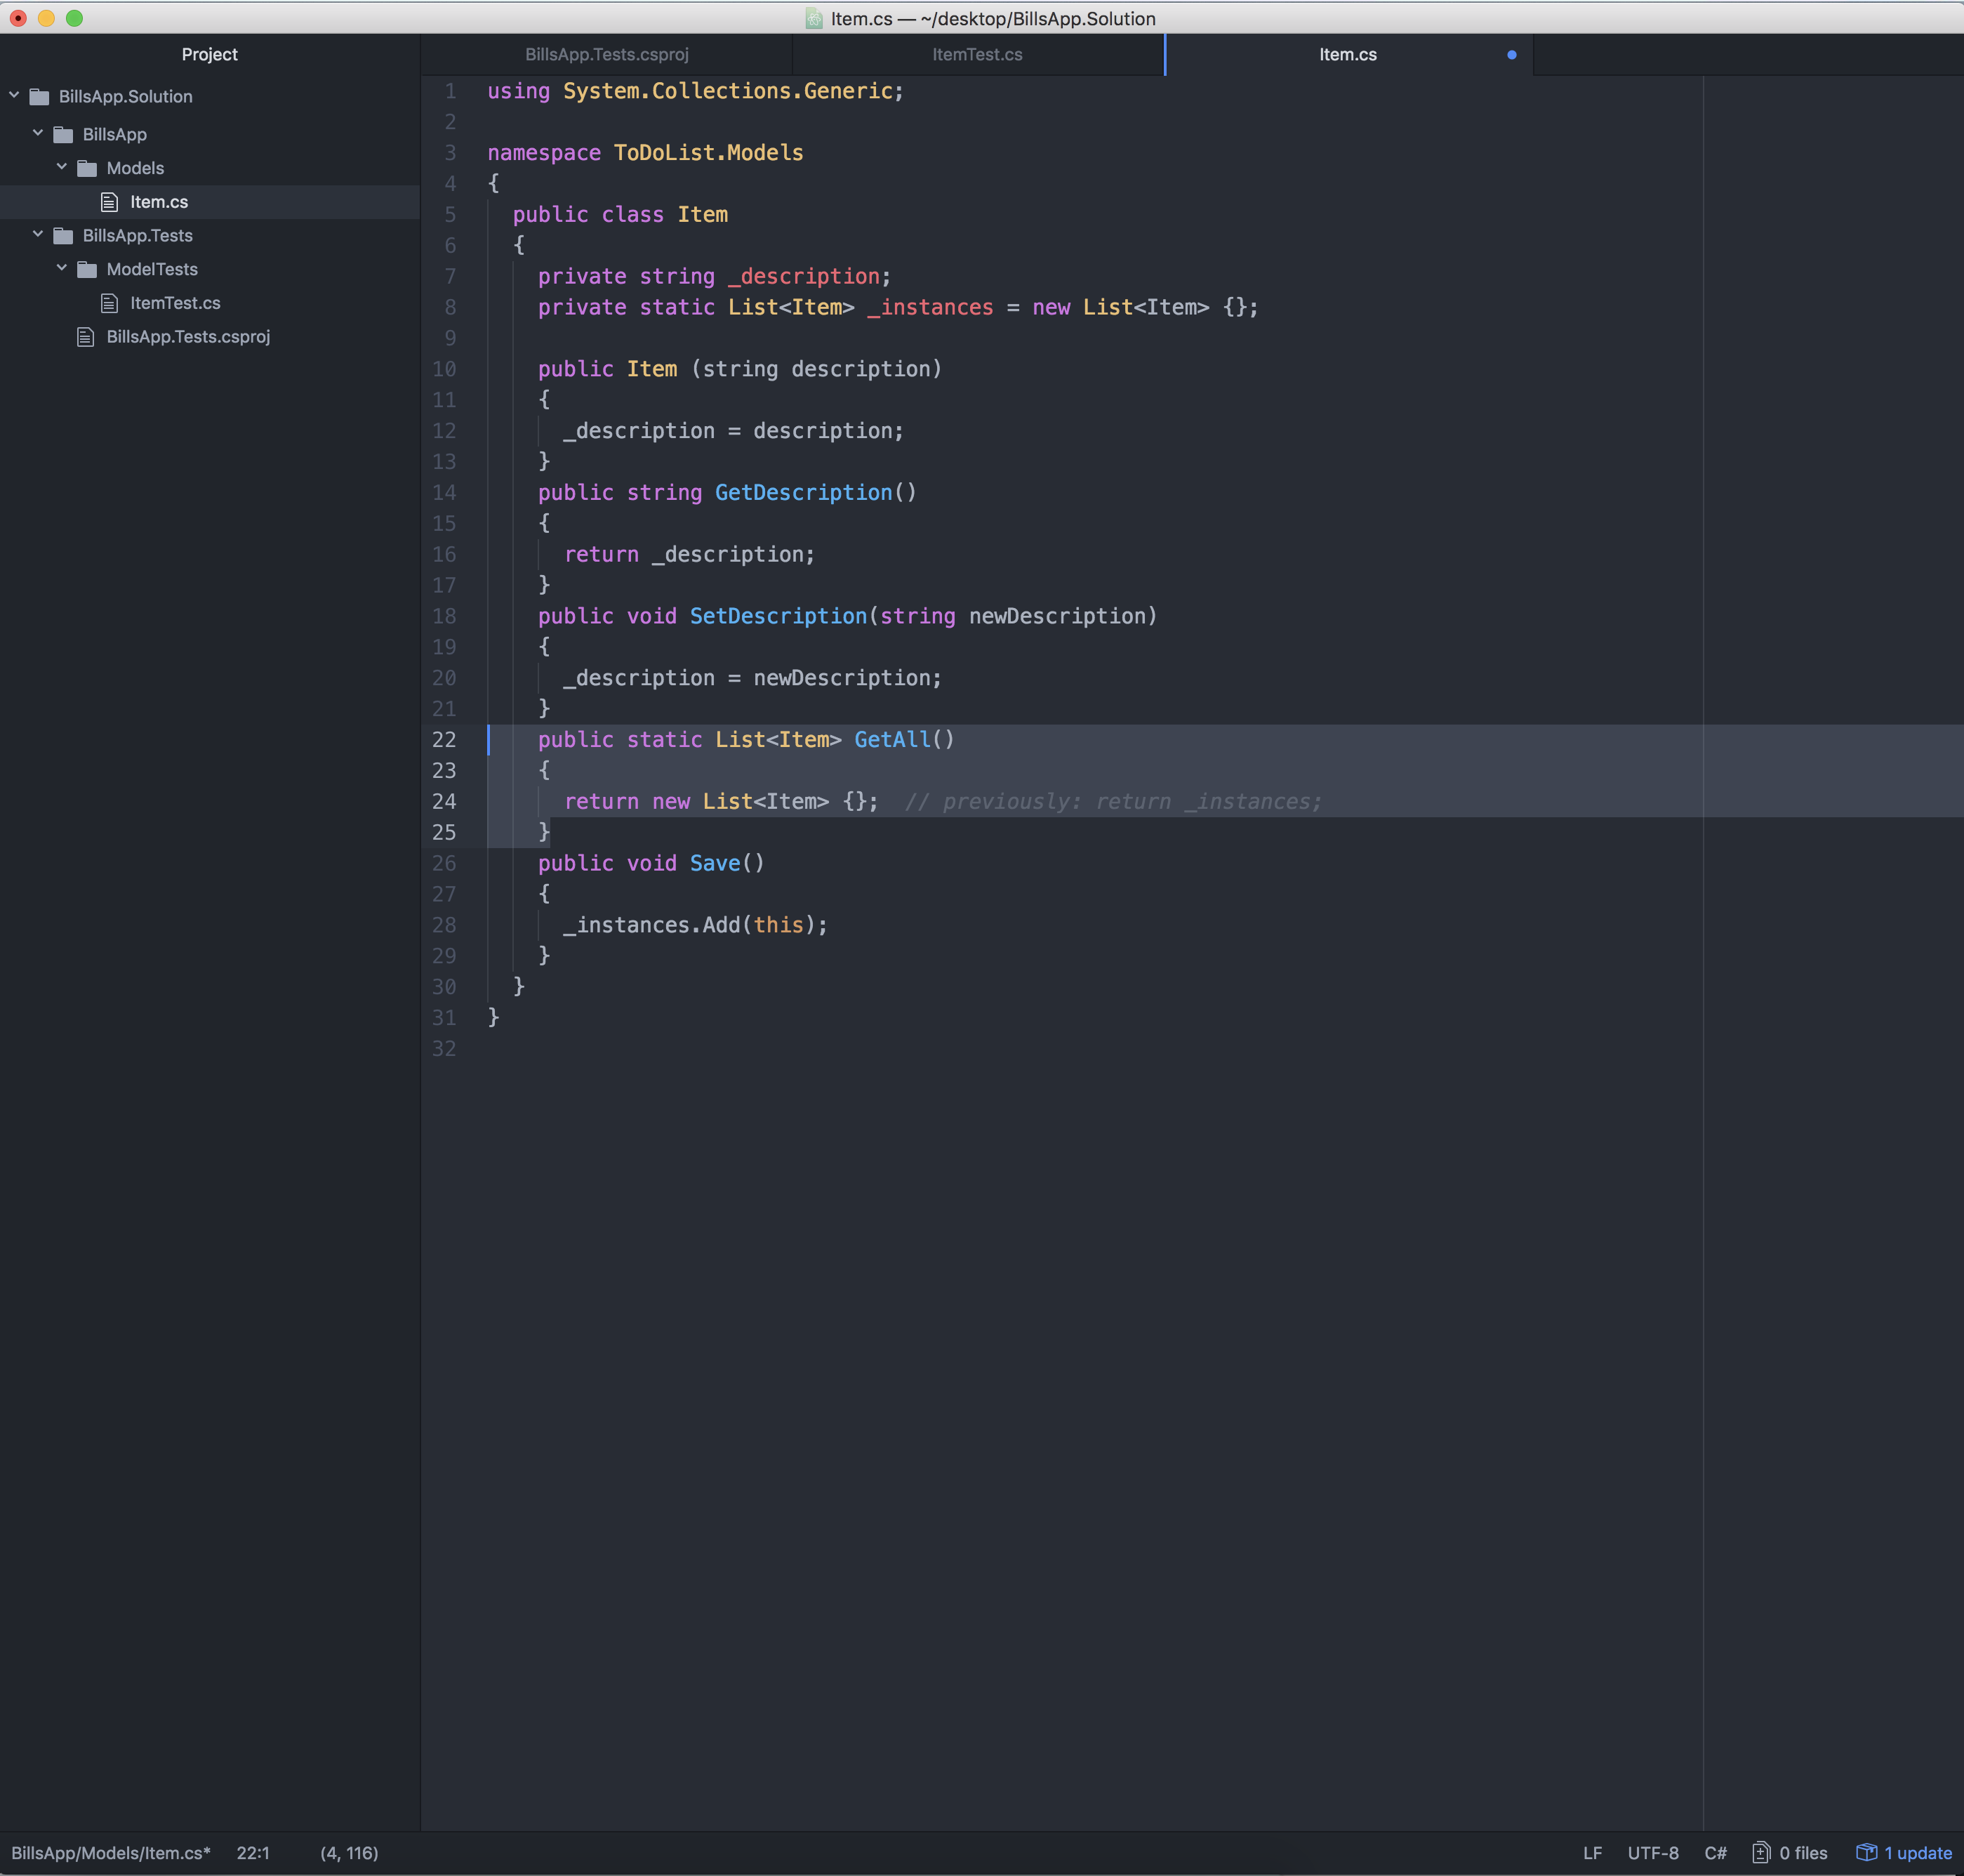 Item.cs — ~/desktop/BillsApp.Solution
Project
BillsApp.Solution
BillsApp
Models
Item.cs
BillsApp.Tests
ModelTests
ItemTest.cs
BillsApp.Tests.csproj
BillsApp.Tests.csproj ItemTest.cs Item.cs
1 using System.Collections.Generic;
2
3 namespace ToDoList.Models
4 {
5 public class Item
6 {
7 private string _description;
8 private static List<Item> _instances = new List<Item> {};
9
10 public Item (string description)
11 {
12 _description = description;
13 }
14 public string GetDescription()
15 {
16 return _description;
17 }
18 public void SetDescription(string newDescription)
19 {
20 _description = newDescription;
21 }
22 public static List<Item> GetAll()
23 {
24 return new List<Item> {}; // previously: return _instances;
25 }
26 public void Save()
27 {
28 _instances.Add(this);
29 }
30 }
31 }
32
BillsApp/Models/Item.cs* 22:1 (4, 116) LF UTF-8 C# 0 files 1 update